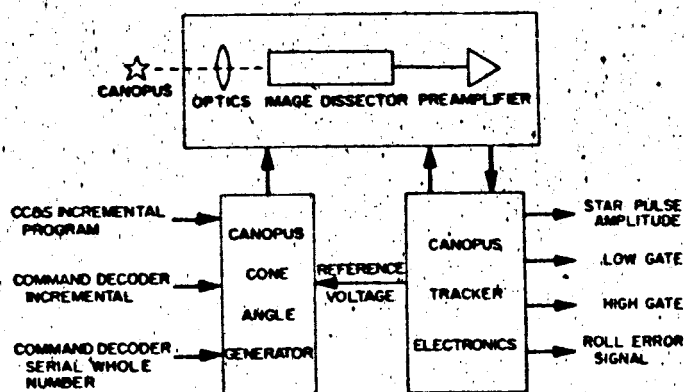 CANOPUS
OPTICS IMAGE DISSECTOR PREAMPLIFIER
CC&S INCREMENTAL
PROGRAM
COMMAND DECODER
INCREMENTAL
COMMAND DECODER
SERIAL WHOLE
NUMBER
CANOPUS
CONE
ANGLE
GENERATOR
REFERENCE
VOLTAGE
CANOPUS
TRACKER
ELECTRONICS
STAR PULSE
AMPLITUDE
LOW GATE
HIGH GATE
ROLL ERROR
SIGNAL